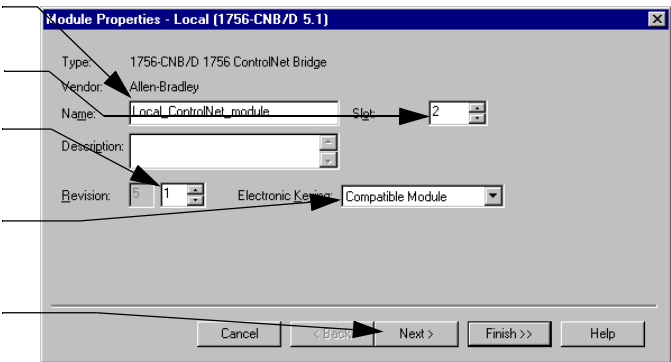 Module Properties - Local (1756-CNB/D 5.1)
Type: 1756-CNB/D 1756 ControlNet Bridge
Vendor: Allen-Bradley
Name: Local_ControlNet_module Slot: 2
Description:
Revision: 5 1 Electronic Keying: Compatible Module
Cancel < Back Next > Finish >> Help